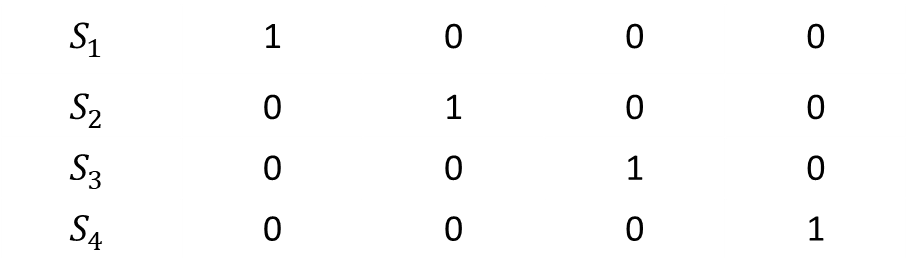 S₁ 1 0 0 0
S₂ 0 1 0 0
S₃ 0 0 1 0
S₄ 0 0 0 1